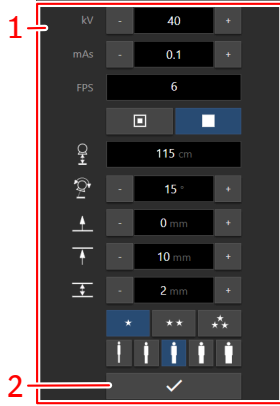 1
kV - 40 +
mAs - 0.1 +
FPS 6
115 cm
- 15 ° +
- 0 mm +
- 10 mm +
- 2 mm +
2